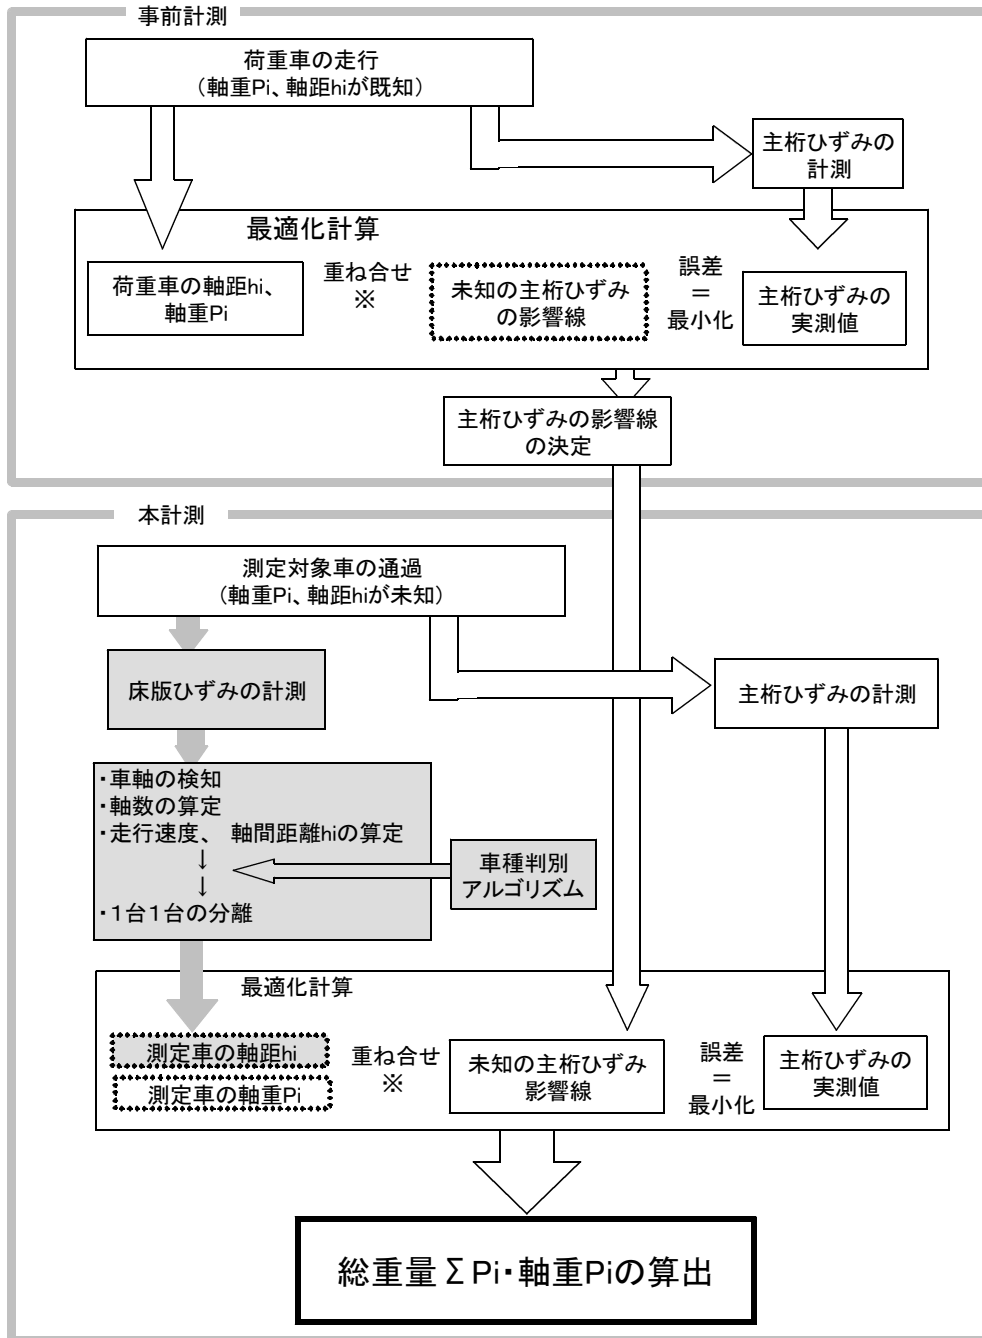 事前計測
荷重車の走行
(軸重Pi、軸距hiが既知)
主桁ひずみの
計測
最適化計算
荷重車の軸距hi、
軸重Pi
重ね合せ
※
未知の主桁ひずみ
の影響線
誤差
＝
最小化
主桁ひずみの
実測値
主桁ひずみの影響線
の決定
本計測
測定対象車の通過
(軸重Pi、軸距hiが未知)
床版ひずみの計測
主桁ひずみの計測
・車軸の検知
・軸数の算定
・走行速度、 軸間距離hiの算定
↓
↓
・1台1台の分離
車種判別
アルゴリズム
最適化計算
測定車の軸距hi
測定車の軸重Pi
重ね合せ
※
未知の主桁ひずみ
影響線
誤差
＝
最小化
主桁ひずみの
実測値
総重量ΣPi・軸重Piの算出